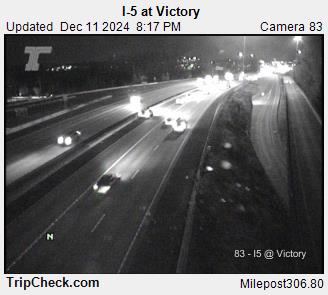 I-5 at Victory
Updated Dec 11 2024 8:17 PM Camera 83
T
N
83 - I5 @ Victory
TripCheck.com Milepost306.80